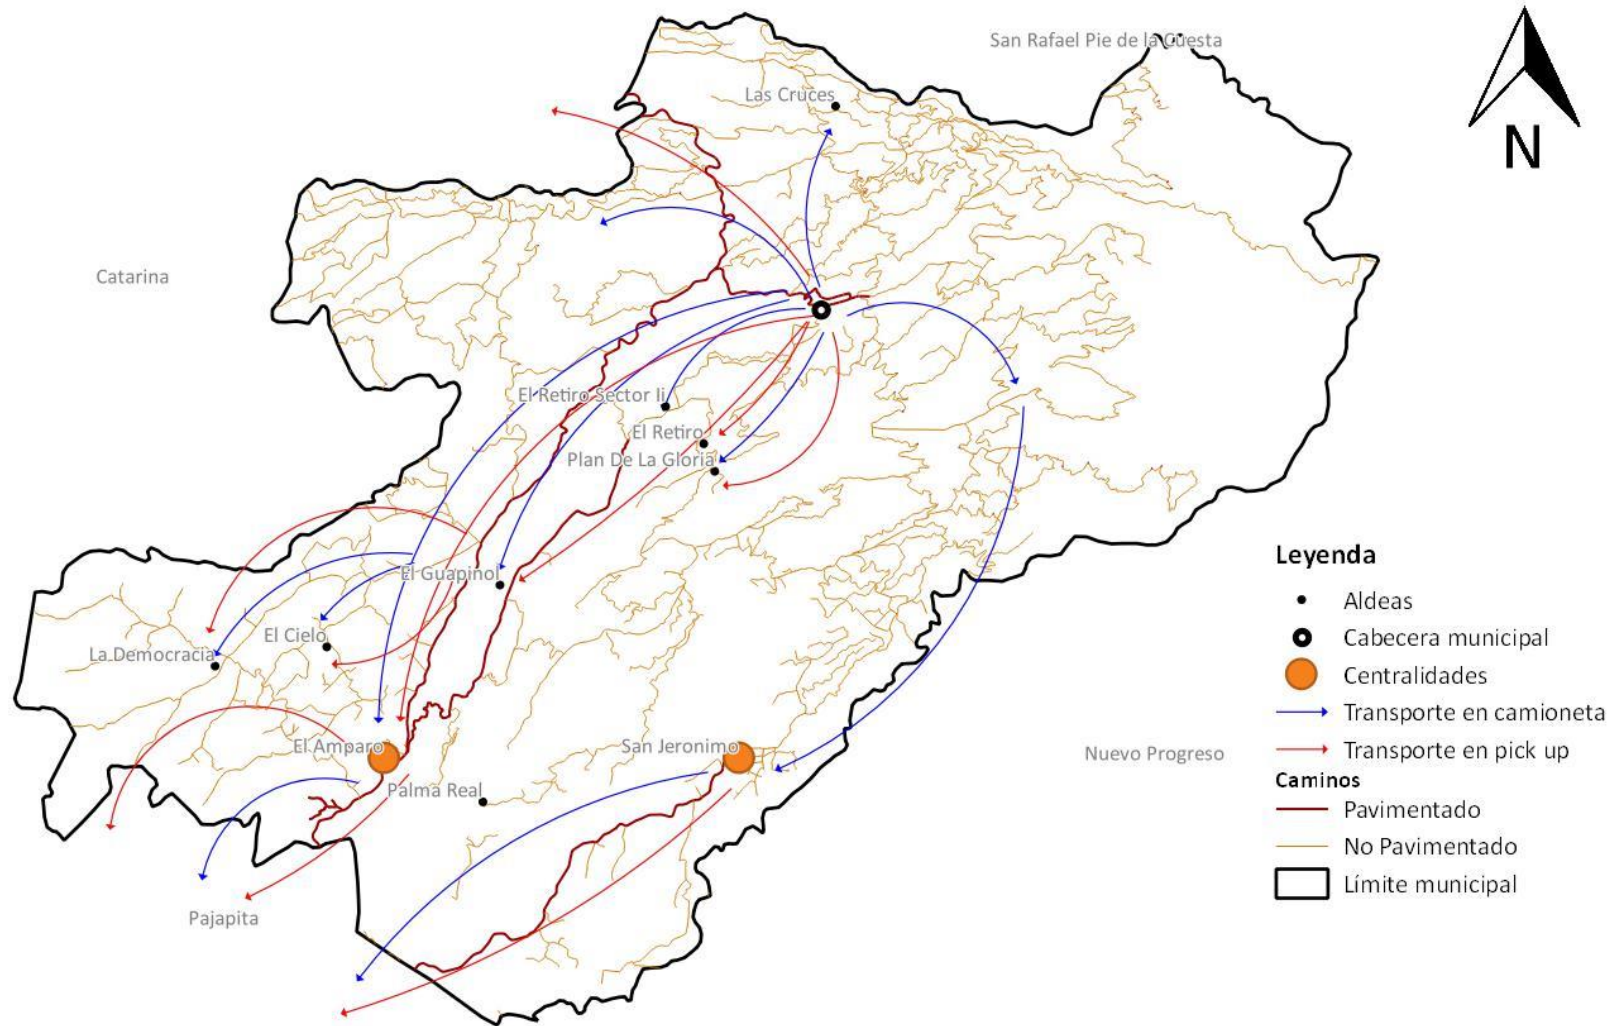 San Rafael Pie de la Cuesta
Las Cruces
N
Catarina
El Retiro Sector Ii
El Retiro
Plan De La Gloria
El Guapinol
El Cielo
La Democracia
El Amparo
San Jeronimo
Palma Real
Nuevo Progreso
Pajapita
Leyenda
Aldeas
Cabecera municipal
Centralidades
Transporte en camioneta
Transporte en pick up
Caminos
Pavimentado
No Pavimentado
Límite municipal